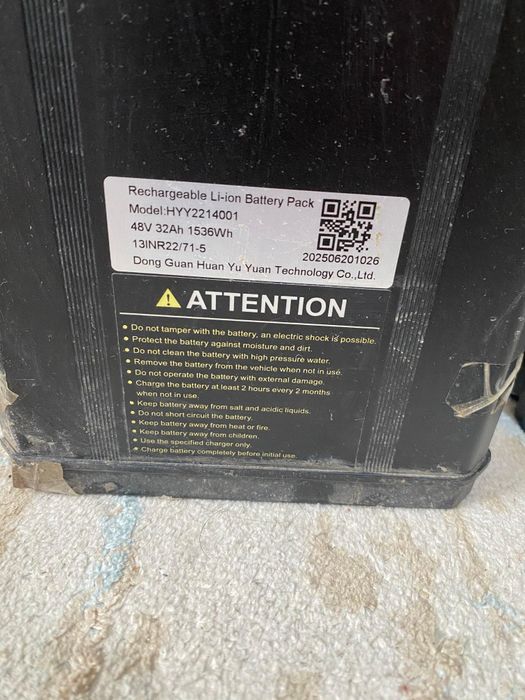 Rechargeable Li-ion Battery Pack
Model:HYY2214001
48V 32Ah 1536Wh
13INR22/71-5
202506201026
Dong Guan Huan Yu Yuan Technology Co.,Ltd.
ATTENTION
• Do not tamper with the battery, an electric shock is possible.
• Protect the battery against moisture and dirt.
• Do not clean the battery with high pressure water.
• Remove the battery from the vehicle when not in use.
• Do not operate the battery with external damage.
• Charge the battery at least 2 hours every 2 months
when not in use.
• Keep battery away from salt and acidic liquids.
• Do not short circuit the battery.
• Keep battery away from heat or fire.
• Keep battery away from children.
• Use the specified charger only.
• Charge battery completely before initial use.